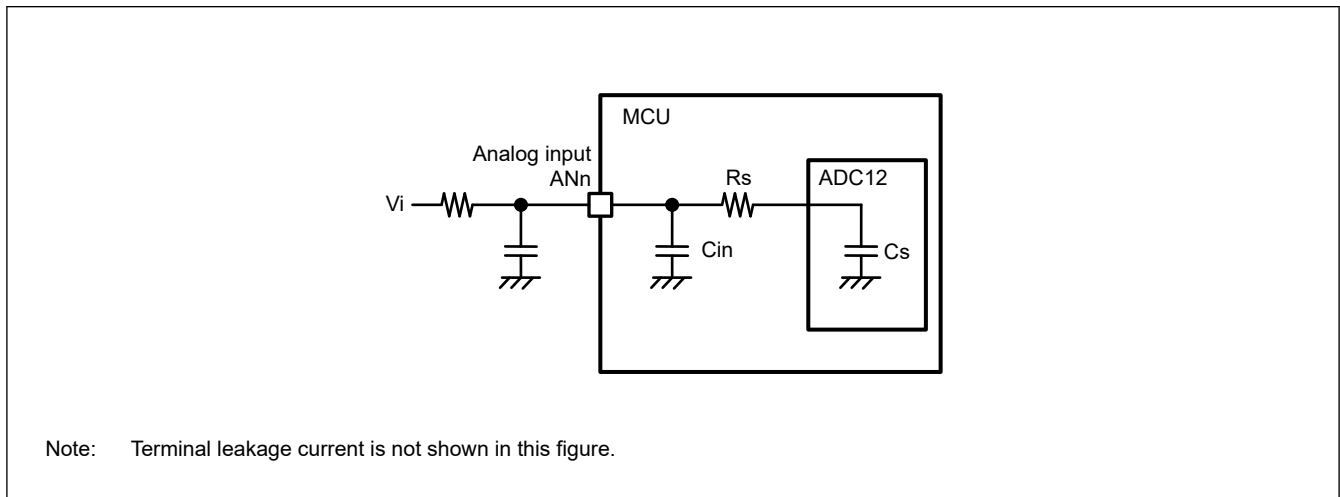 MCU
Analog input
ANn
Rs
ADC12
Vi
Cin
Cs
Note: Terminal leakage current is not shown in this figure.